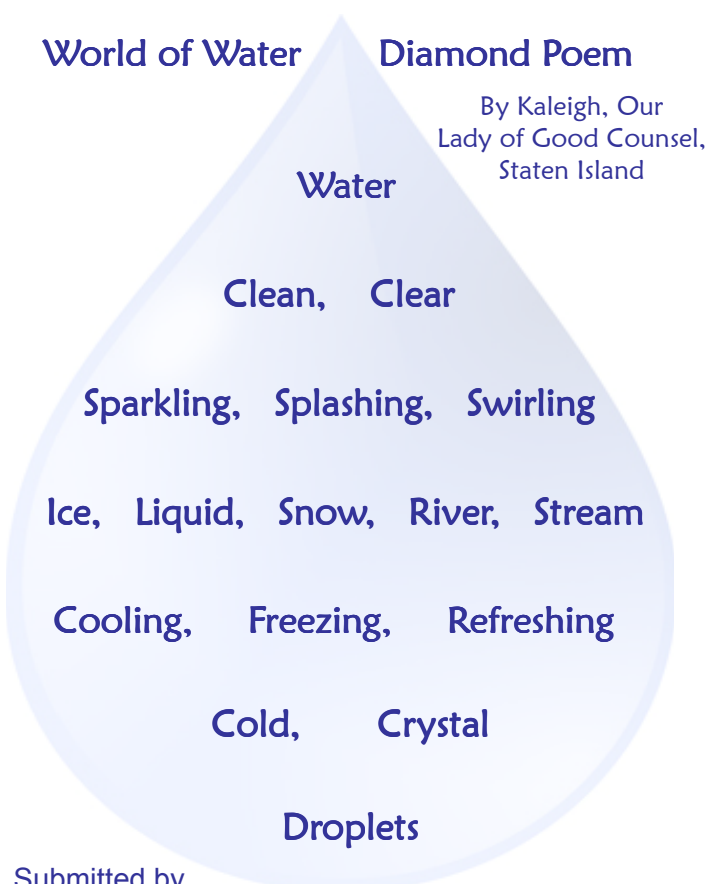 World of Water Diamond Poem
By Kaleigh, Our
Lady of Good Counsel,
Staten Island
Water
Clean, Clear
Sparkling, Splashing, Swirling
Ice, Liquid, Snow, River, Stream
Cooling, Freezing, Refreshing
Cold, Crystal
Droplets
Submitted by